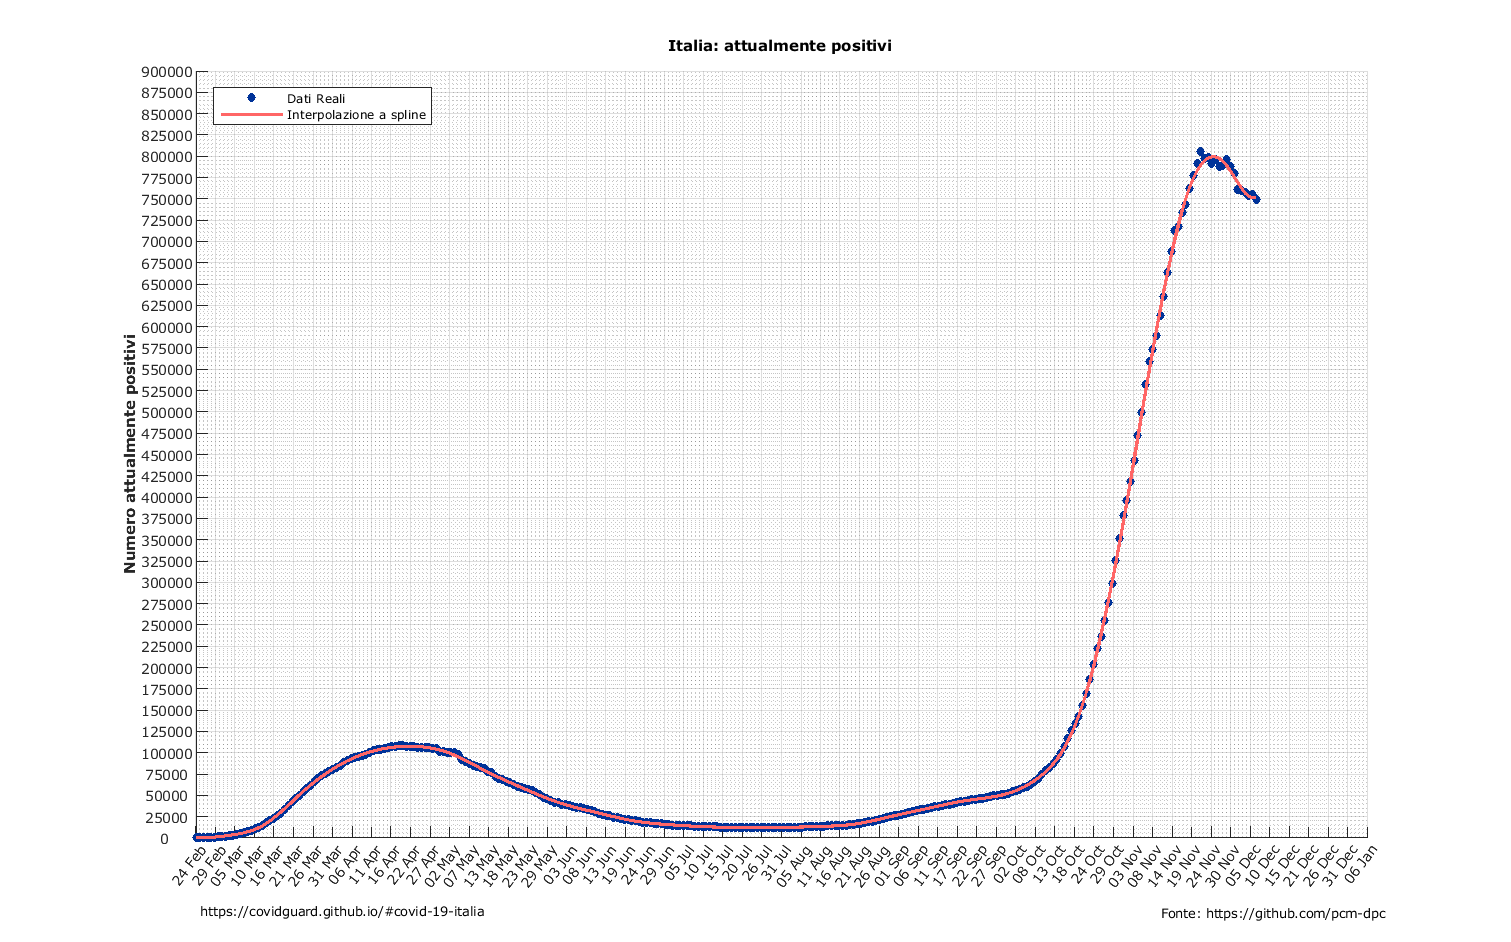 Italia: attualmente positivi
900000
875000
850000
825000
800000
775000
750000
725000
700000
675000
650000
625000
600000
575000
550000
525000
500000
475000
450000
425000
400000
375000
350000
325000
300000
275000
250000
225000
200000
175000
150000
125000
100000
75000
50000
25000
0
Numero attualmente positivi
Dati Reali
Interpolazione a spline
24 Feb
29 Feb
05 Mar
10 Mar
16 Mar
21 Mar
26 Mar
31 Mar
06 Apr
11 Apr
16 Apr
22 Apr
27 Apr
02 May
07 May
13 May
18 May
23 May
29 May
03 Jun
08 Jun
13 Jun
19 Jun
24 Jun
29 Jun
05 Jul
10 Jul
15 Jul
20 Jul
26 Jul
31 Jul
05 Aug
11 Aug
16 Aug
21 Aug
26 Aug
01 Sep
06 Sep
11 Sep
17 Sep
22 Sep
27 Sep
02 Oct
08 Oct
13 Oct
18 Oct
24 Oct
29 Oct
03 Nov
08 Nov
14 Nov
19 Nov
24 Nov
30 Nov
05 Dec
10 Dec
15 Dec
21 Dec
26 Dec
31 Dec
06 Jan
https://covidguard.github.io/#covid-19-italia
Fonte: https://github.com/pcm-dpc